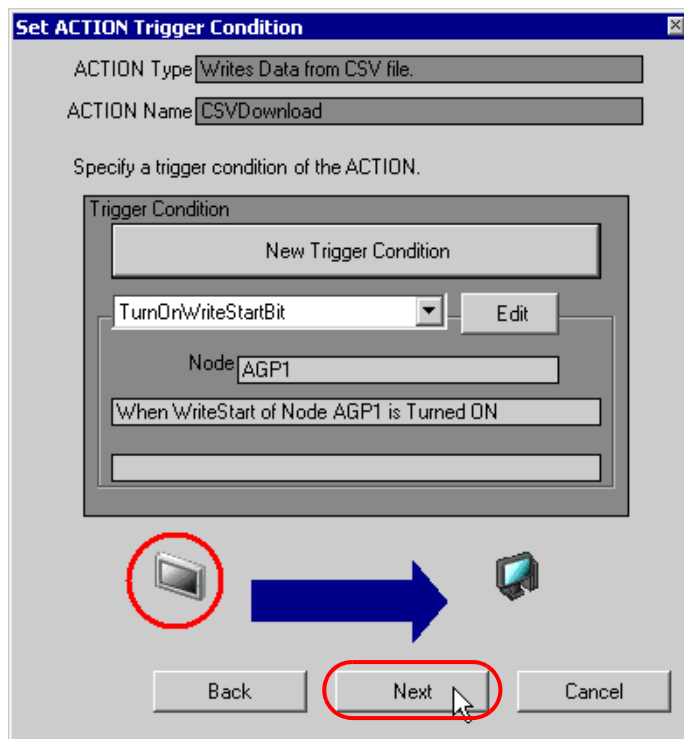 Set ACTION Trigger Condition
ACTION Type Writes Data from CSV file.
ACTION Name CSVDownload
Specify a trigger condition of the ACTION.
Trigger Condition
New Trigger Condition
TurnOnWriteStartBit Edit
Node AGP1
When WriteStart of Node AGP1 is Turned ON
Back Next Cancel